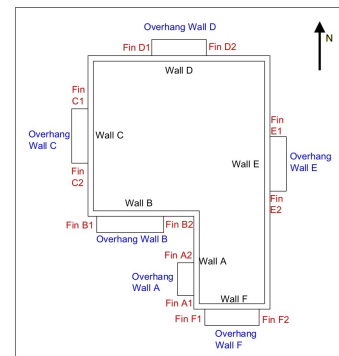 Overhang Wall D
Fin D1
Fin D2
N
Wall D
Fin
C1
Overhang
Wall C
Wall C
Fin
C2
Fin
E1
Wall E
Overhang
Wall E
Fin
E2
Wall B
Fin B1
Fin B2
Overhang Wall B
Fin A2
Wall A
Overhang
Wall A
Fin A1
Wall F
Fin F1
Fin F2
Overhang
Wall F